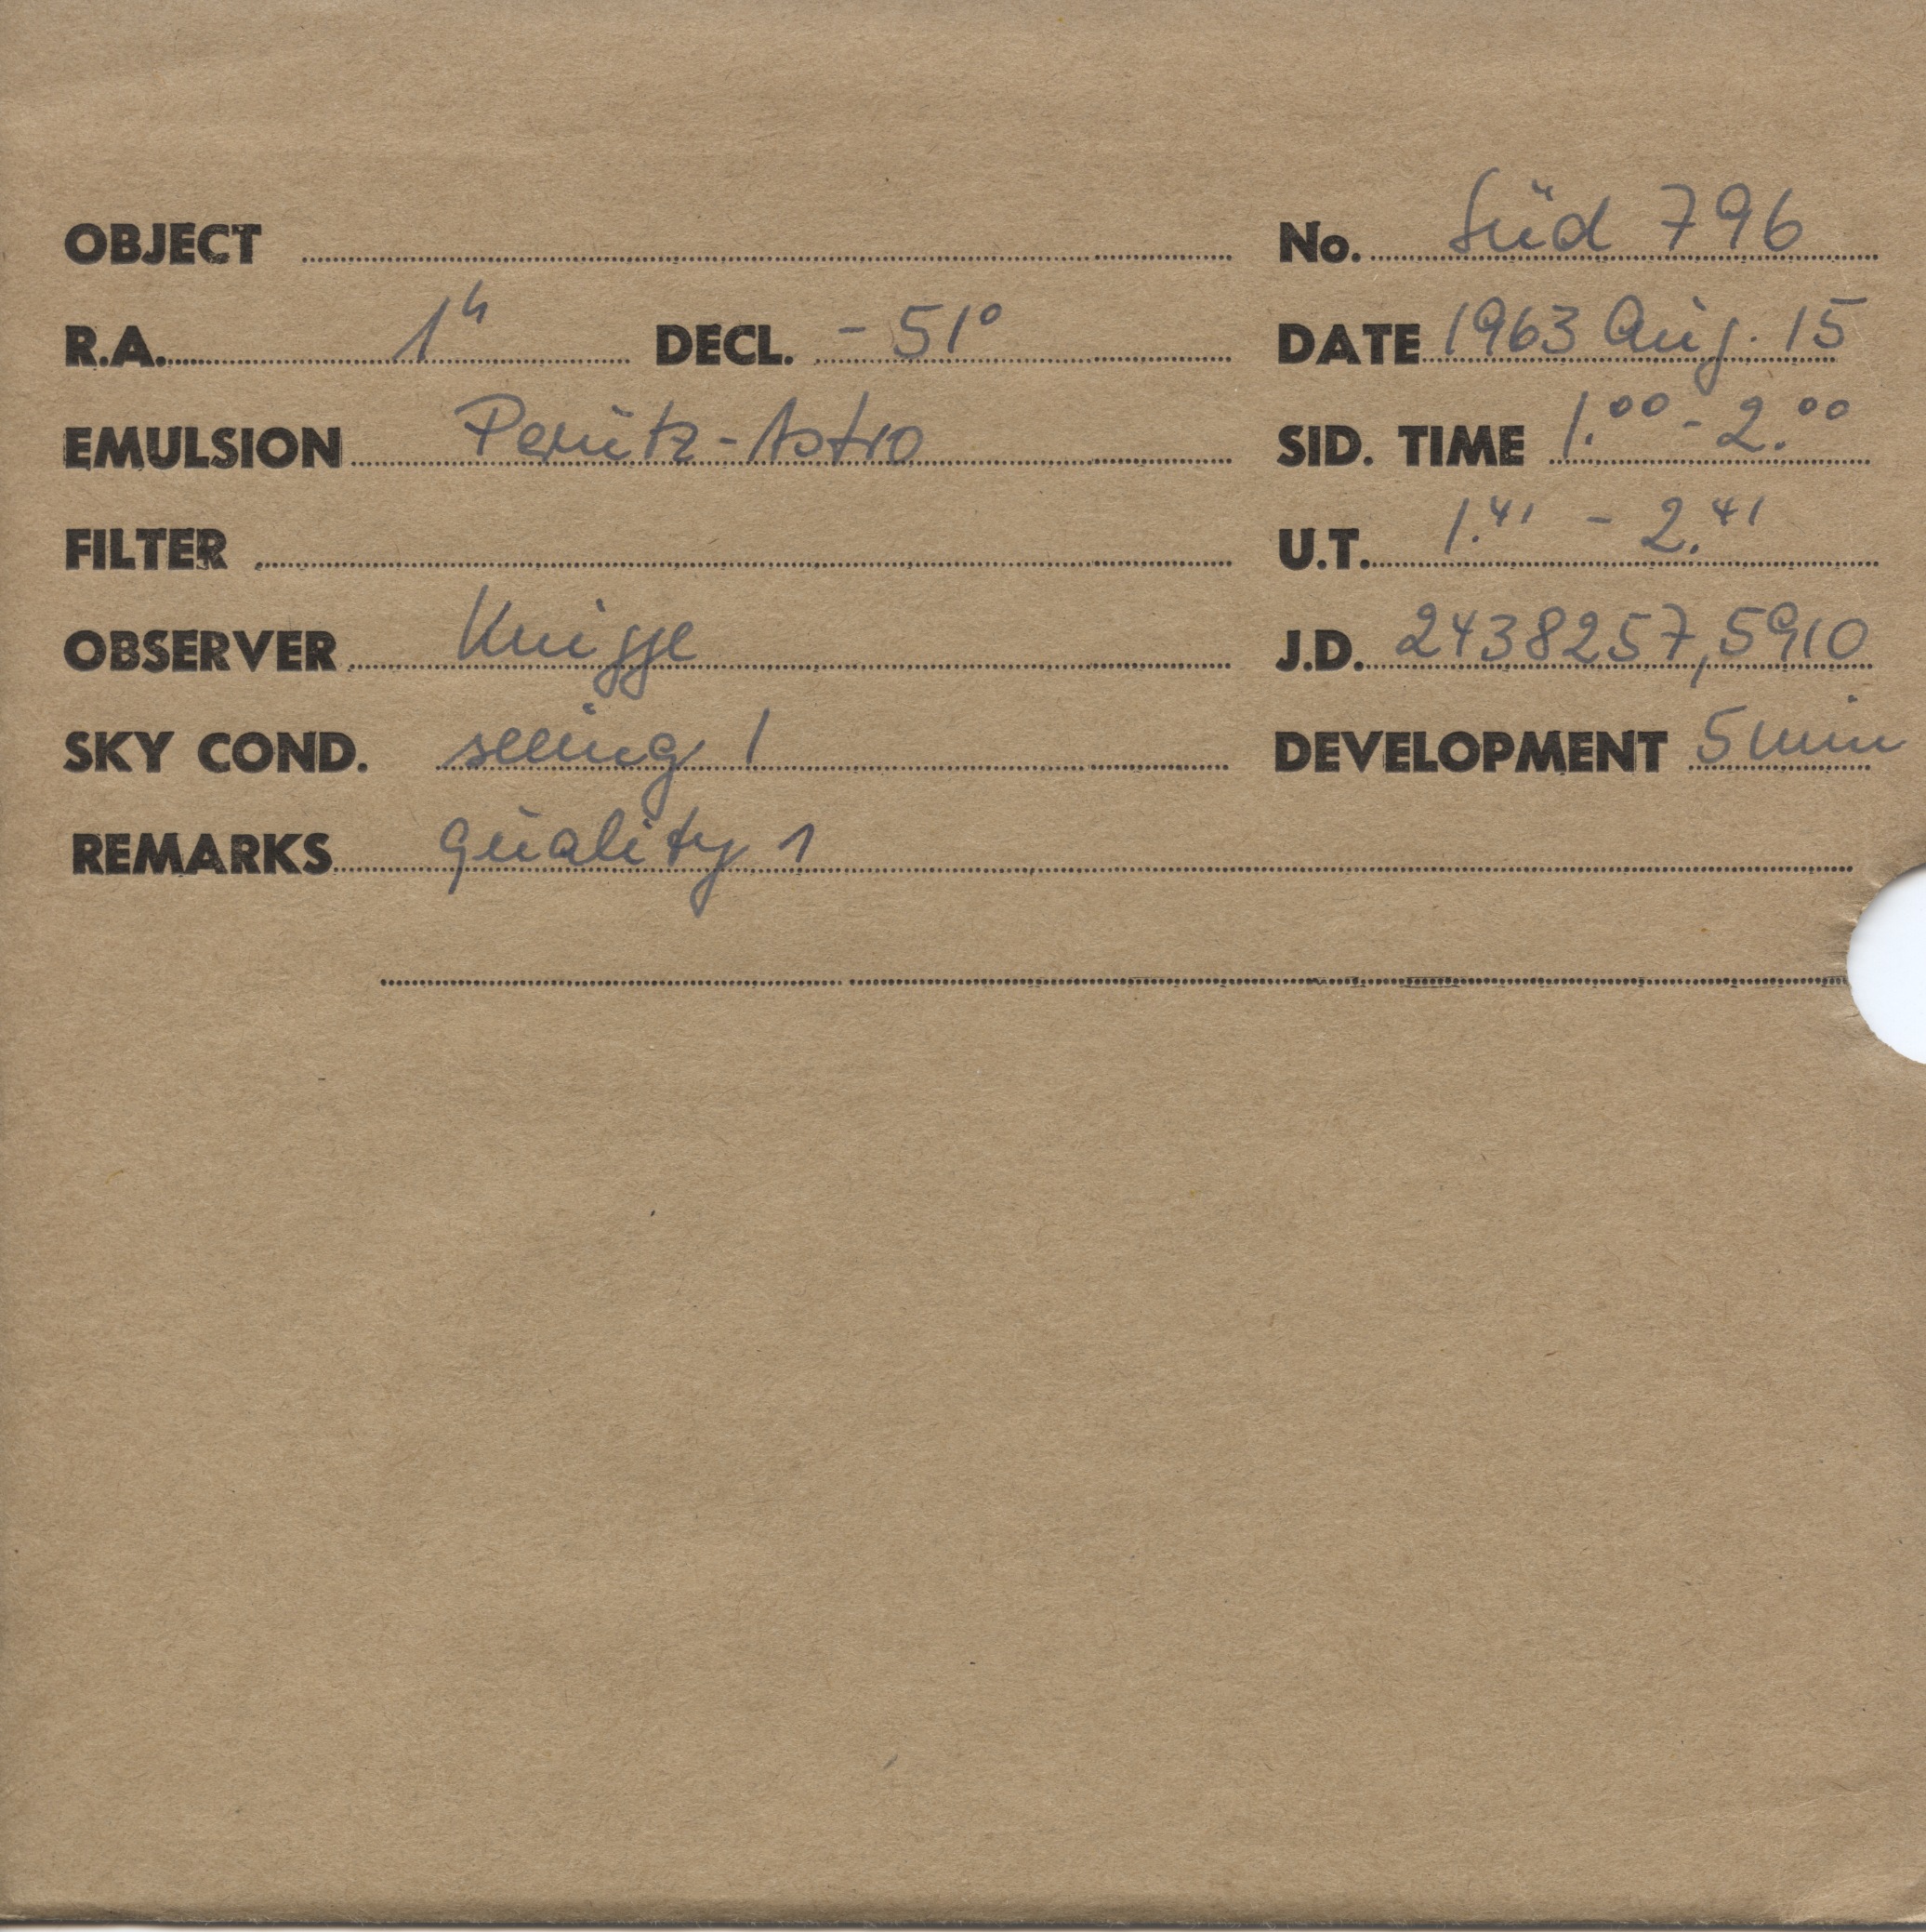 OBJECT No. Süd 796
R.A. 1ʰ DECL. -51° DATE 1963 Aug. 15
EMULSION Perutz-Astro SID. TIME 1.⁰⁰ - 2.⁰⁰
FILTER U.T. 1.⁴¹ - 2.⁴¹
OBSERVER Knigge J.D. 2438257,5910
SKY COND. seeing 1 DEVELOPMENT 5 min
REMARKS quality 1